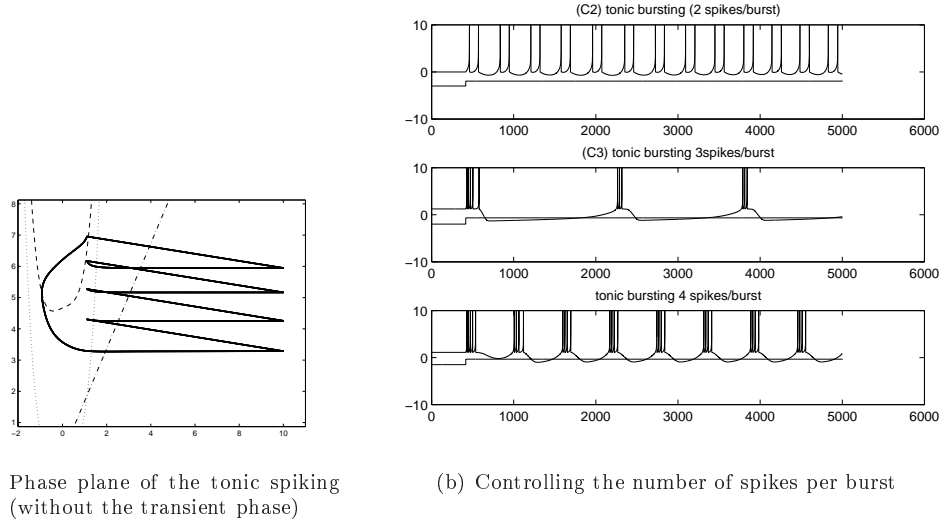 (C2) tonic bursting (2 spikes/burst)
10
0
−10
0 1000 2000 3000 4000 5000 6000
(C3) tonic bursting 3spikes/burst
10
0
−10
0 1000 2000 3000 4000 5000 6000
tonic bursting 4 spikes/burst
10
0
−10
0 1000 2000 3000 4000 5000 6000
8
7
6
5
4
3
2
1
−2 0 2 4 6 8 10
Phase plane of the tonic spiking
(without the transient phase)
(b) Controlling the number of spikes per burst